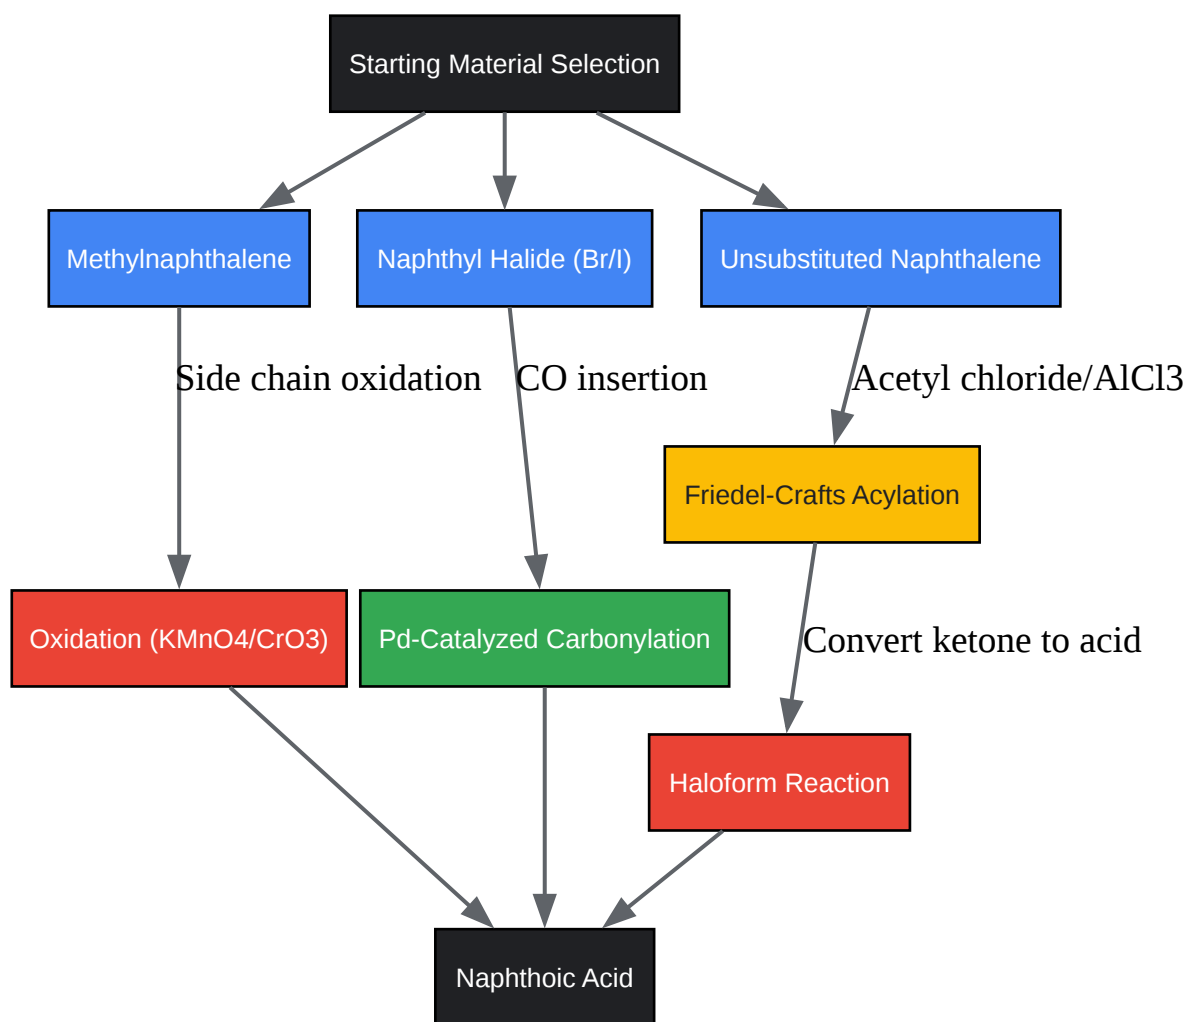 Starting Material Selection
Methylnaphthalene
Naphthyl Halide (Br/I)
Unsubstituted Naphthalene
Side chain oxidation
CO insertion
Acetyl chloride/AlCl3
Friedel-Crafts Acylation
Oxidation (KMnO4/CrO3)
Pd-Catalyzed Carbonylation
Convert ketone to acid
Haloform Reaction
Naphthoic Acid